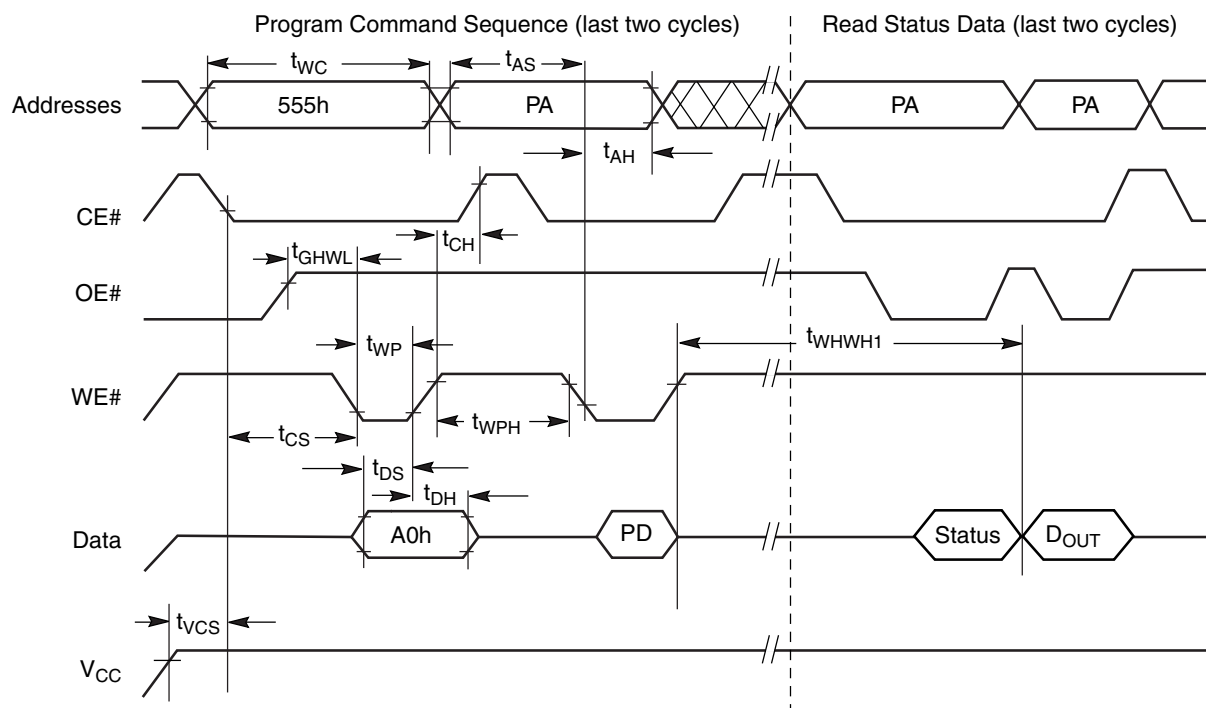 Program Command Sequence (last two cycles) Read Status Data (last two cycles)
tWC tAS
Addresses 555h PA PA PA
tAH
CE#
tCH
tGHWL
OE#
tWP tWHWH1
WE#
tWPH
tCS
tDS
tDH
Data A0h PD Status DOUT
tVCS
VCC